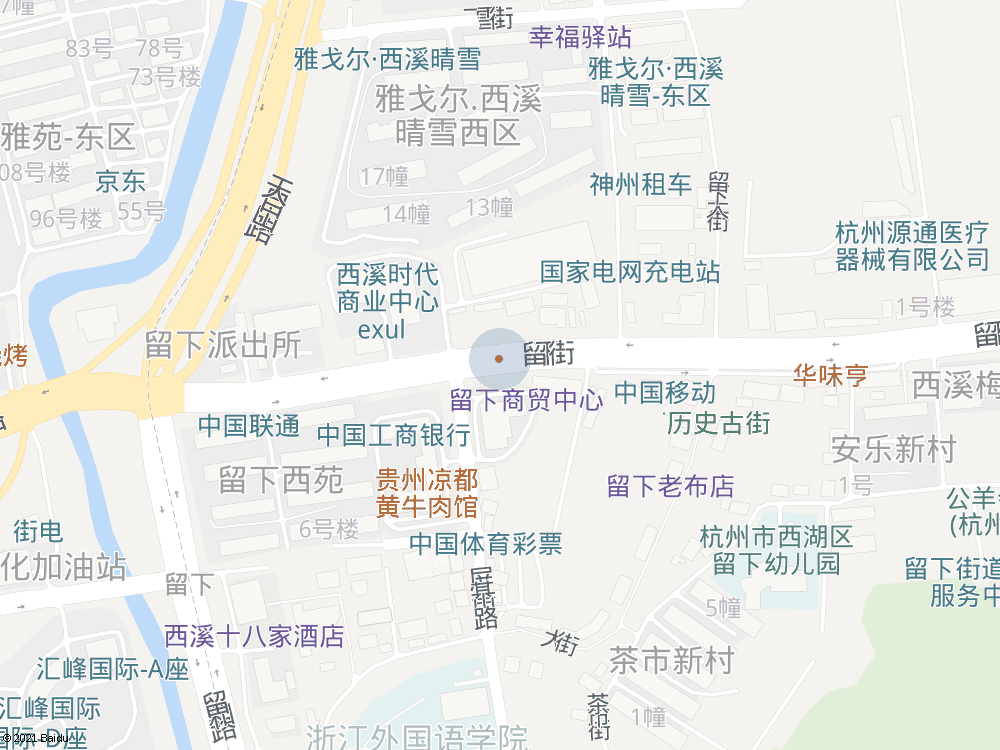 7幢
雪街
幸福驿站
83号 78号
雅戈尔·西溪晴雪
73号楼
雅戈尔·西溪
晴雪-东区
雅戈尔.西溪
晴雪西区
雅苑-东区
08号楼
京东
17幢
神州租车
留下大街
天目山路
96号楼
55号
14幢
13幢
杭州源通医疗
器械有限公司
国家电网充电站
西溪时代
商业中心
exul
1号楼
留下派出所
烤
华味亨
西溪梅
留下商贸中心
中国移动
历史古街
中国联通
中国工商银行
安乐新村
留下西苑
贵州凉都
黄牛肉馆
留下老布店
1号
公羊
(杭州
6号楼
街电
中国体育彩票
杭州市西湖区
留下幼儿园
化加油站
留下
留下街道
服务中
屏基路
5幢
西溪十八家酒店
大街
茶市新村
汇峰国际-A座
汇峰国际
国际-B座
1幢
浙江外国语学院
© 2021 Baidu